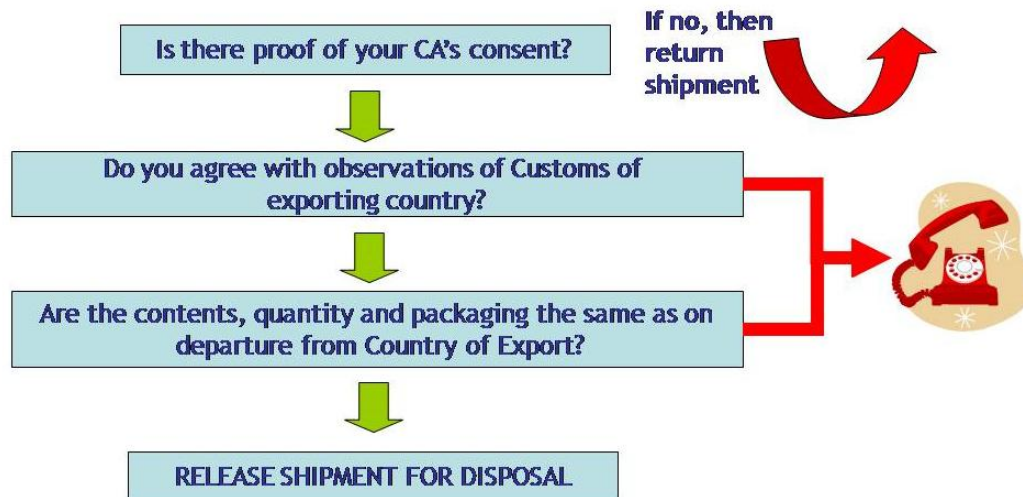 Is there proof of your CA's consent?
If no, then
return
shipment
Do you agree with observations of Customs of
exporting country?
Are the contents, quantity and packaging the same as on
departure from Country of Export?
RELEASE SHIPMENT FOR DISPOSAL